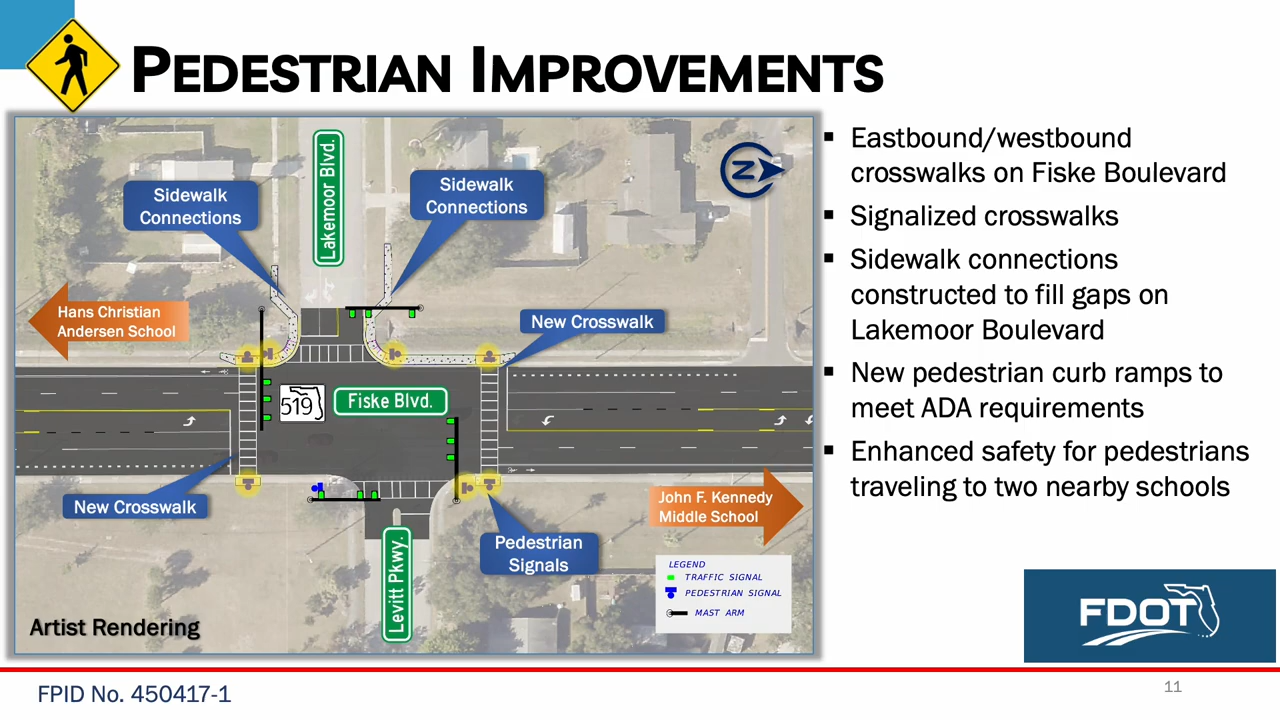 PEDESTRIAN IMPROVEMENTS
Lakemoor Blvd.
Sidewalk
Connections
Sidewalk
Connections
Z
Hans Christian
Andersen School
New Crosswalk
519
Fiske Blvd.
New Crosswalk
John F. Kennedy
Middle School
Pedestrian
Signals
Levitt Pkwy.
LEGEND
TRAFFIC SIGNAL
PEDESTRIAN SIGNAL
MAST ARM
Artist Rendering
▪ Eastbound/westbound
crosswalks on Fiske Boulevard
▪ Signalized crosswalks
▪ Sidewalk connections
constructed to fill gaps on
Lakemoor Boulevard
▪ New pedestrian curb ramps to
meet ADA requirements
▪ Enhanced safety for pedestrians
traveling to two nearby schools
FDOT
FPID No. 450417-1
11